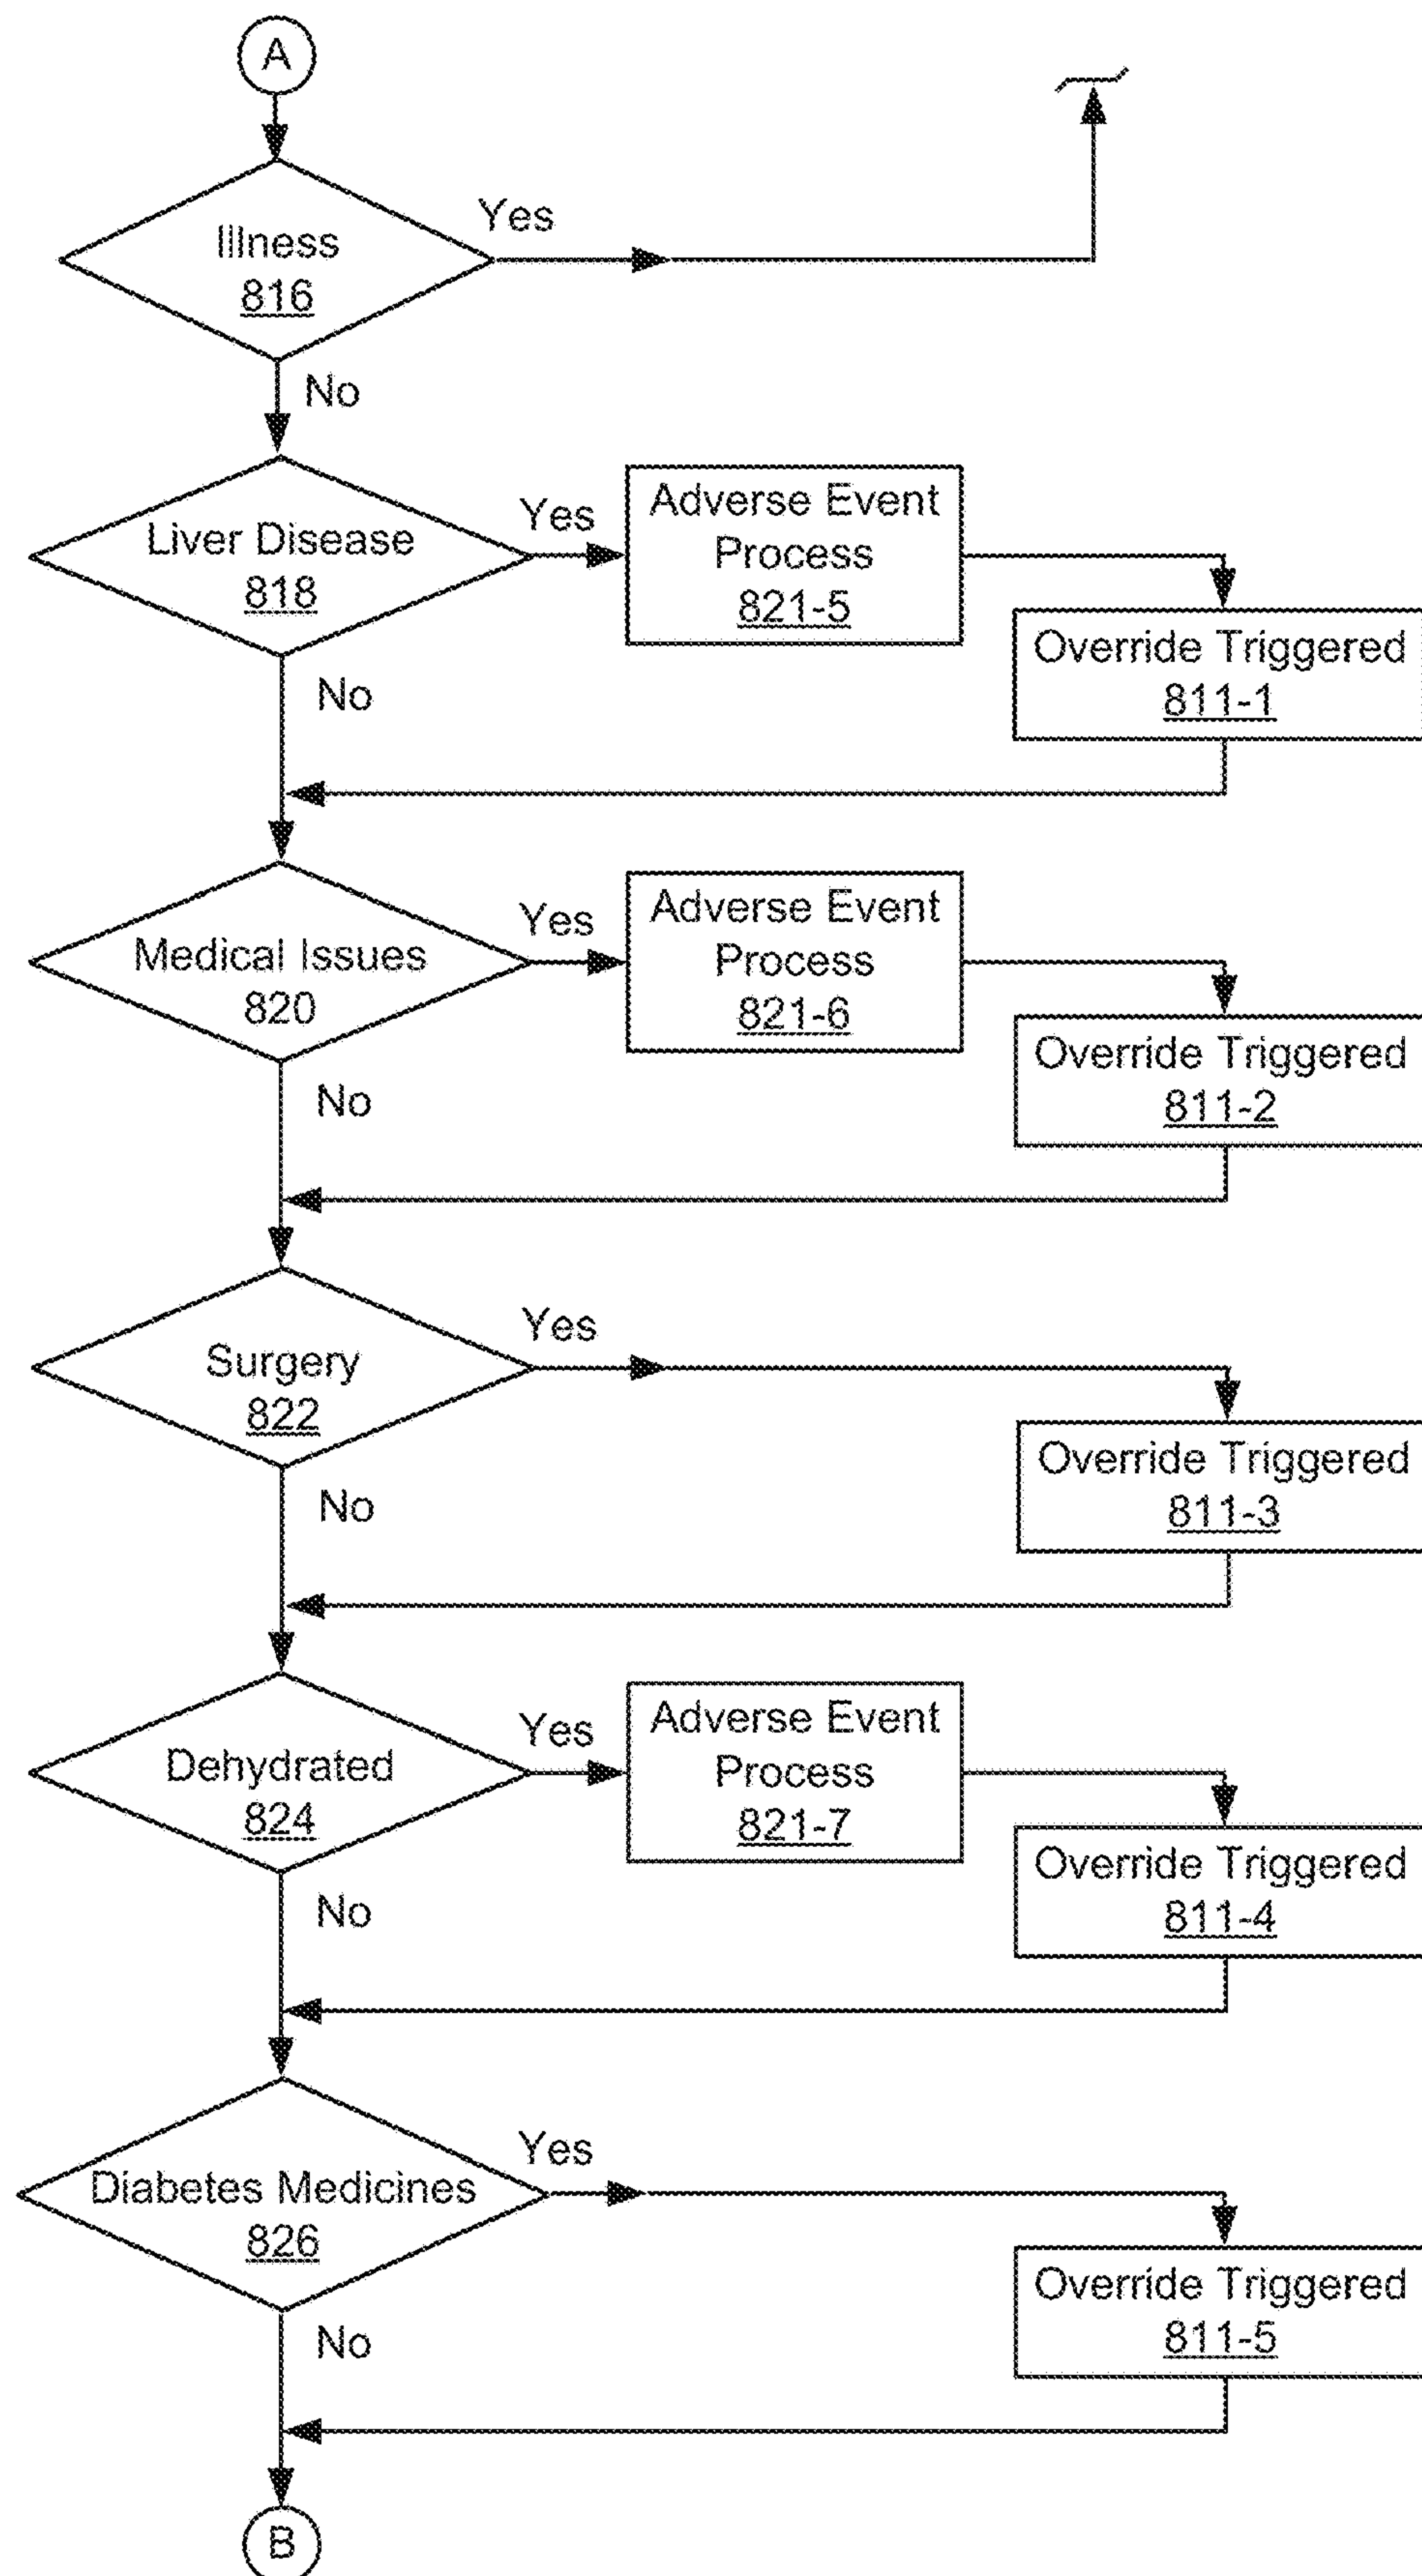 A
Illness
816
Yes
No
Liver Disease
818
Yes
Adverse Event
Process
821-5
Override Triggered
811-1
No
Medical Issues
820
Yes
Adverse Event
Process
821-6
Override Triggered
811-2
No
Surgery
822
Yes
Override Triggered
811-3
No
Dehydrated
824
Yes
Adverse Event
Process
821-7
Override Triggered
811-4
No
Diabetes Medicines
826
Yes
Override Triggered
811-5
No
B